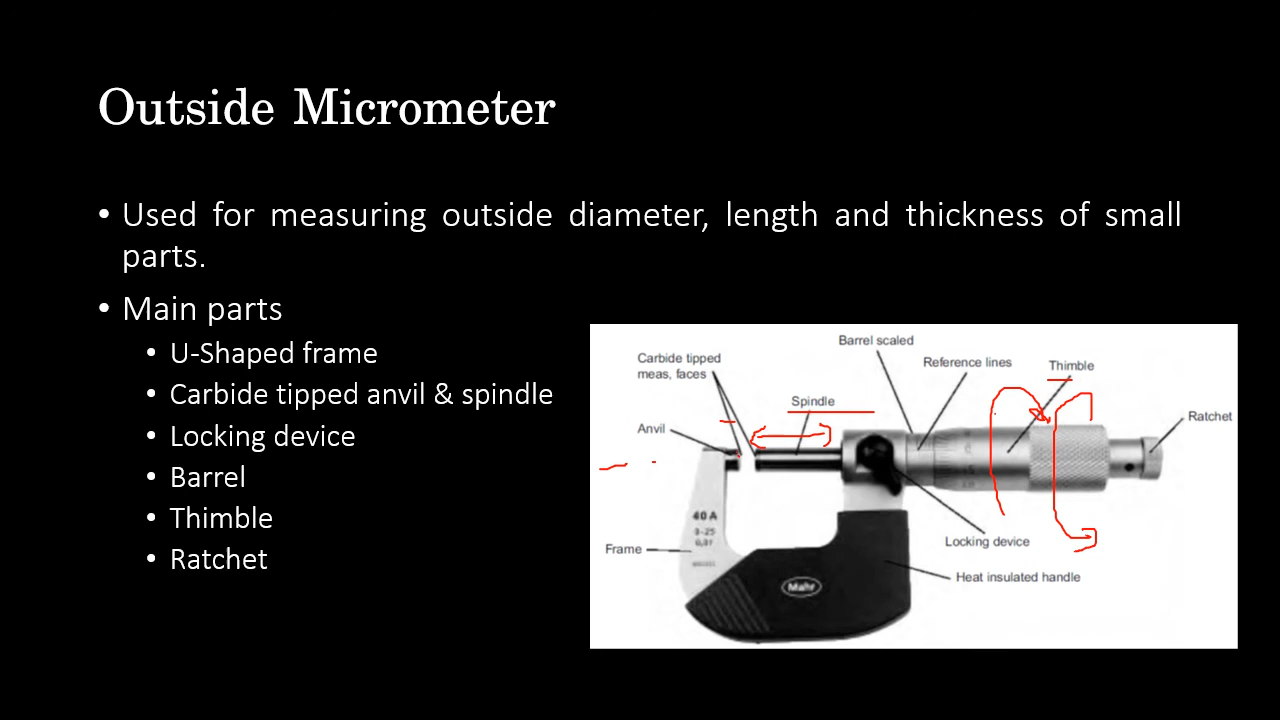 Outside Micrometer
• Used for measuring outside diameter, length and thickness of small
parts.
• Main parts
• U-Shaped frame
• Carbide tipped anvil & spindle
• Locking device
• Barrel
• Thimble
• Ratchet
Barrel scaled
Carbide tipped
meas, faces
Reference lines
Thimble
Spindle
Anvil
Ratchet
40 A
0-25
0,01
Frame
Locking device
Heat insulated handle
Mahr